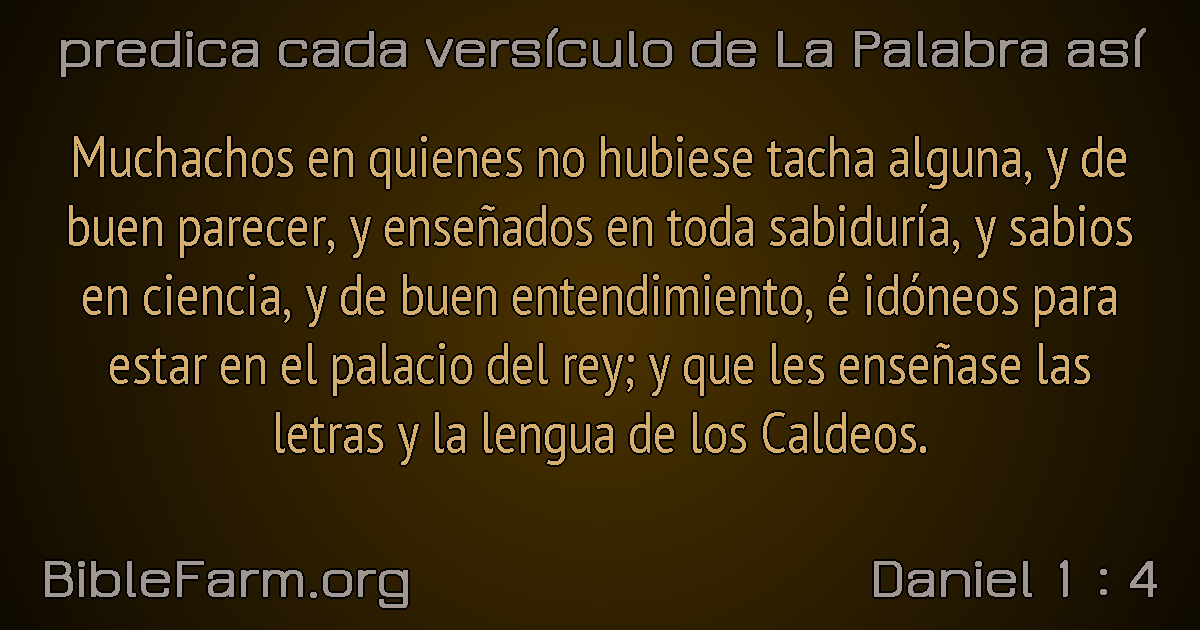 predica cada versículo de La Palabra así
Muchachos en quienes no hubiese tacha alguna, y de
buen parecer, y enseñados en toda sabiduría, y sabios
en ciencia, y de buen entendimiento, é idóneos para
estar en el palacio del rey; y que les enseñase las
letras y la lengua de los Caldeos.
BibleFarm.org
Daniel 1 : 4